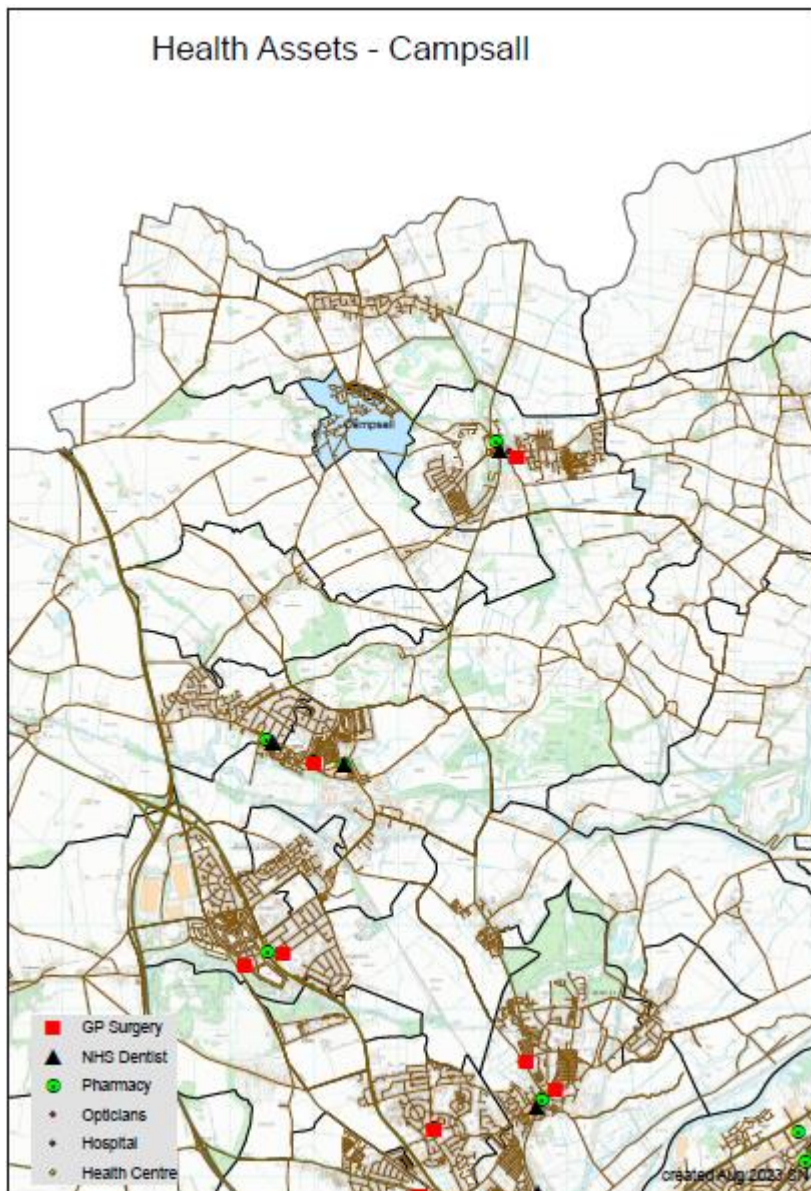 Health Assets - Campsall
Campsall
GP Surgery
NHS Dentist
Pharmacy
Opticians
Hospital
Health Centre
created Aug 2023